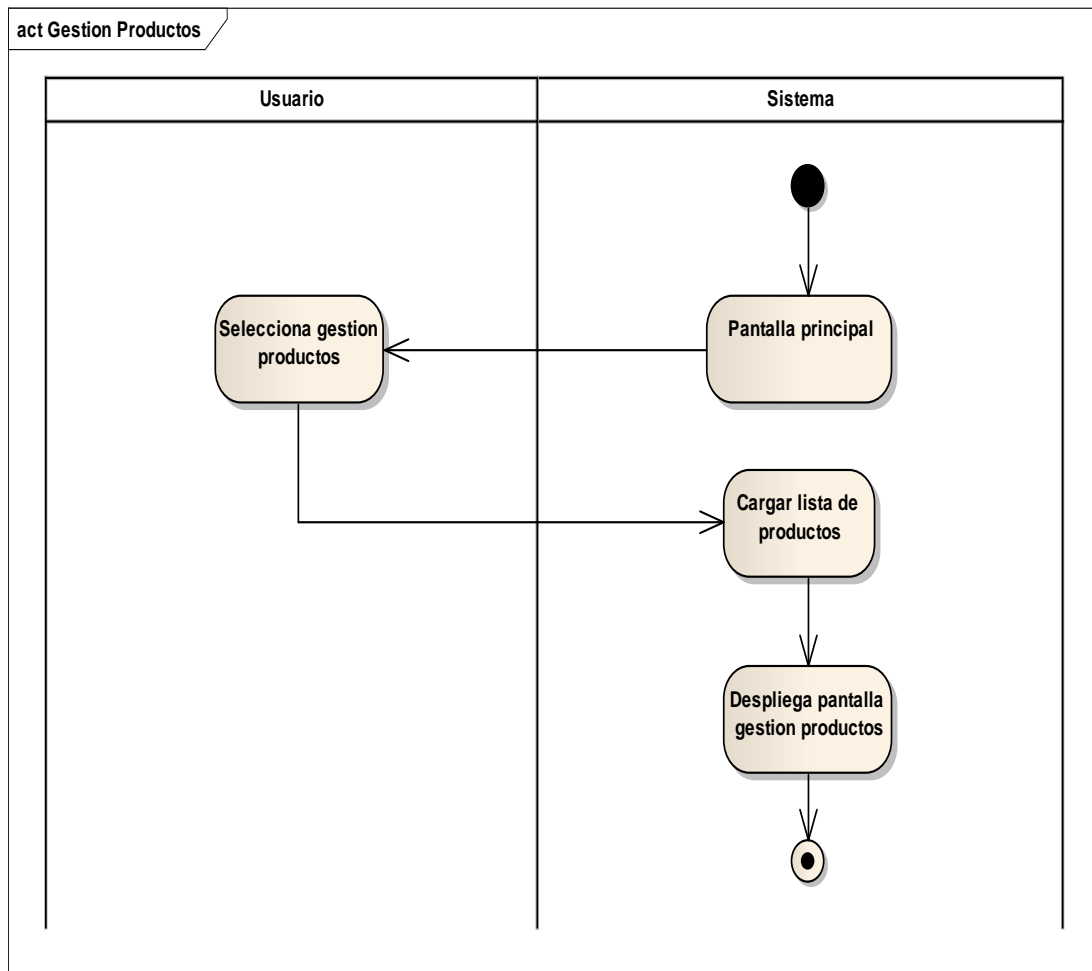 act Gestion Productos
Usuario
Sistema
Selecciona gestion
productos
Pantalla principal
Cargar lista de
productos
Despliega pantalla
gestion productos